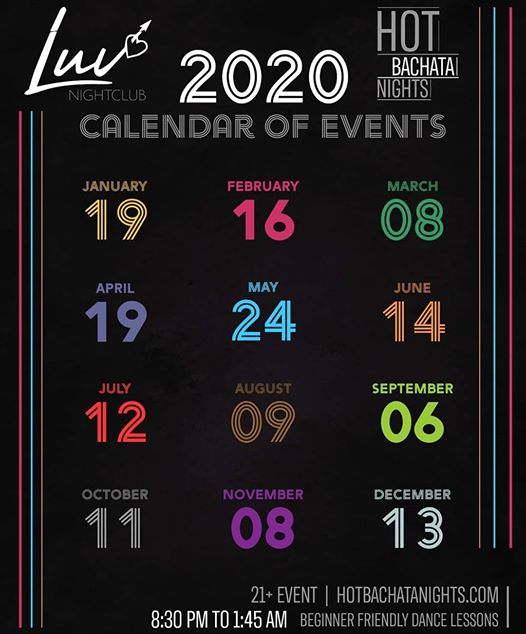 Luv
NIGHTCLUB
HOT
BACHATA
NIGHTS
2020
CALENDAR OF EVENTS
JANUARY
19
FEBRUARY
16
MARCH
08
APRIL
19
MAY
24
JUNE
14
JULY
12
AUGUST
09
SEPTEMBER
06
OCTOBER
11
NOVEMBER
08
DECEMBER
13
21+ EVENT | HOTBACHATANIGHTS.COM
8:30 PM TO 1:45 AM BEGINNER FRIENDLY DANCE LESSONS